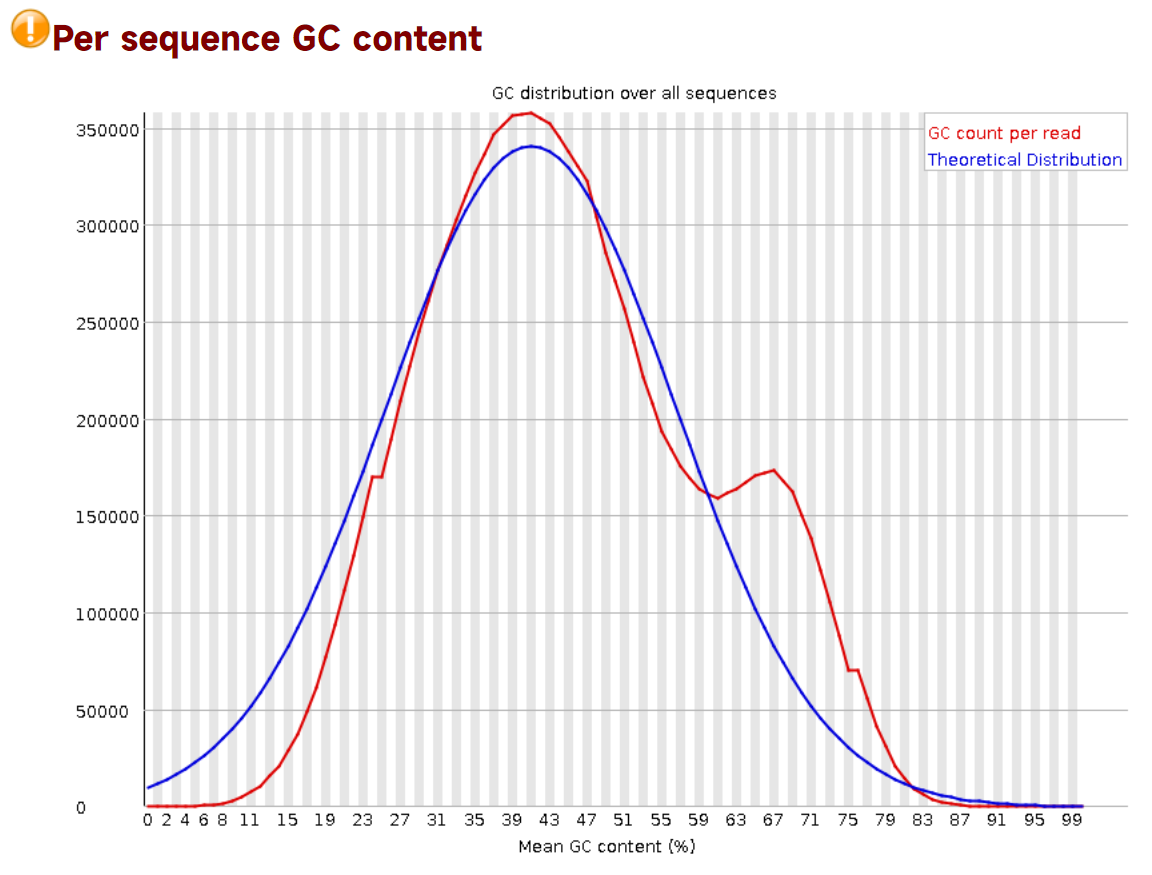 Per sequence GC content
GC distribution over all sequences
GC count per read
Theoretical Distribution
350000
300000
250000
200000
150000
100000
50000
0
0 2 4 6 8 11 15 19 23 27 31 35 39 43 47 51 55 59 63 67 71 75 79 83 87 91 95 99
Mean GC content (%)